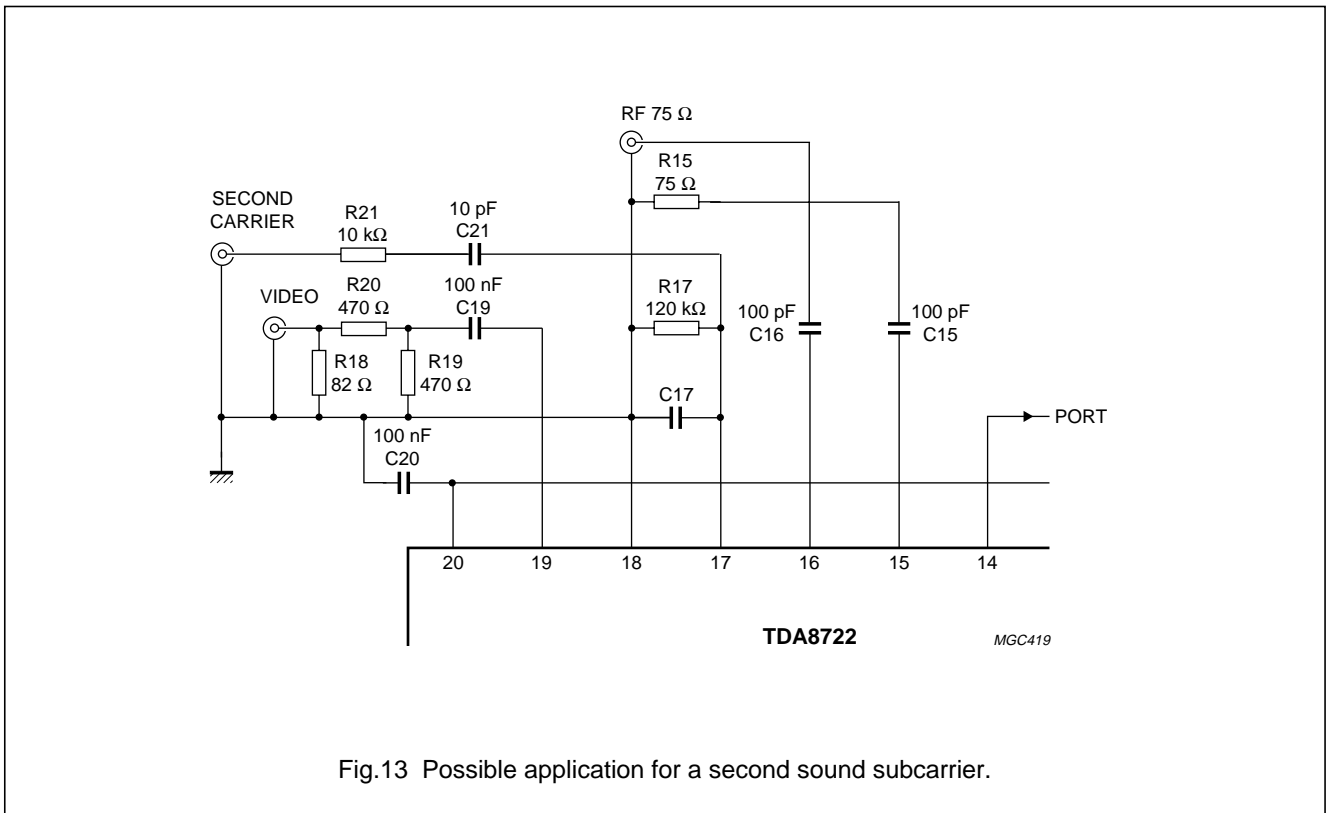 RF 75 Ω
R15
75 Ω
SECOND
CARRIER
R21
10 kΩ
10 pF
C21
VIDEO
R20
470 Ω
100 nF
C19
R17
120 kΩ
100 pF
C16
100 pF
C15
R18
82 Ω
R19
470 Ω
C17
PORT
100 nF
C20
20
19
18
17
16
15
14
TDA8722
MGC419
Fig.13 Possible application for a second sound subcarrier.